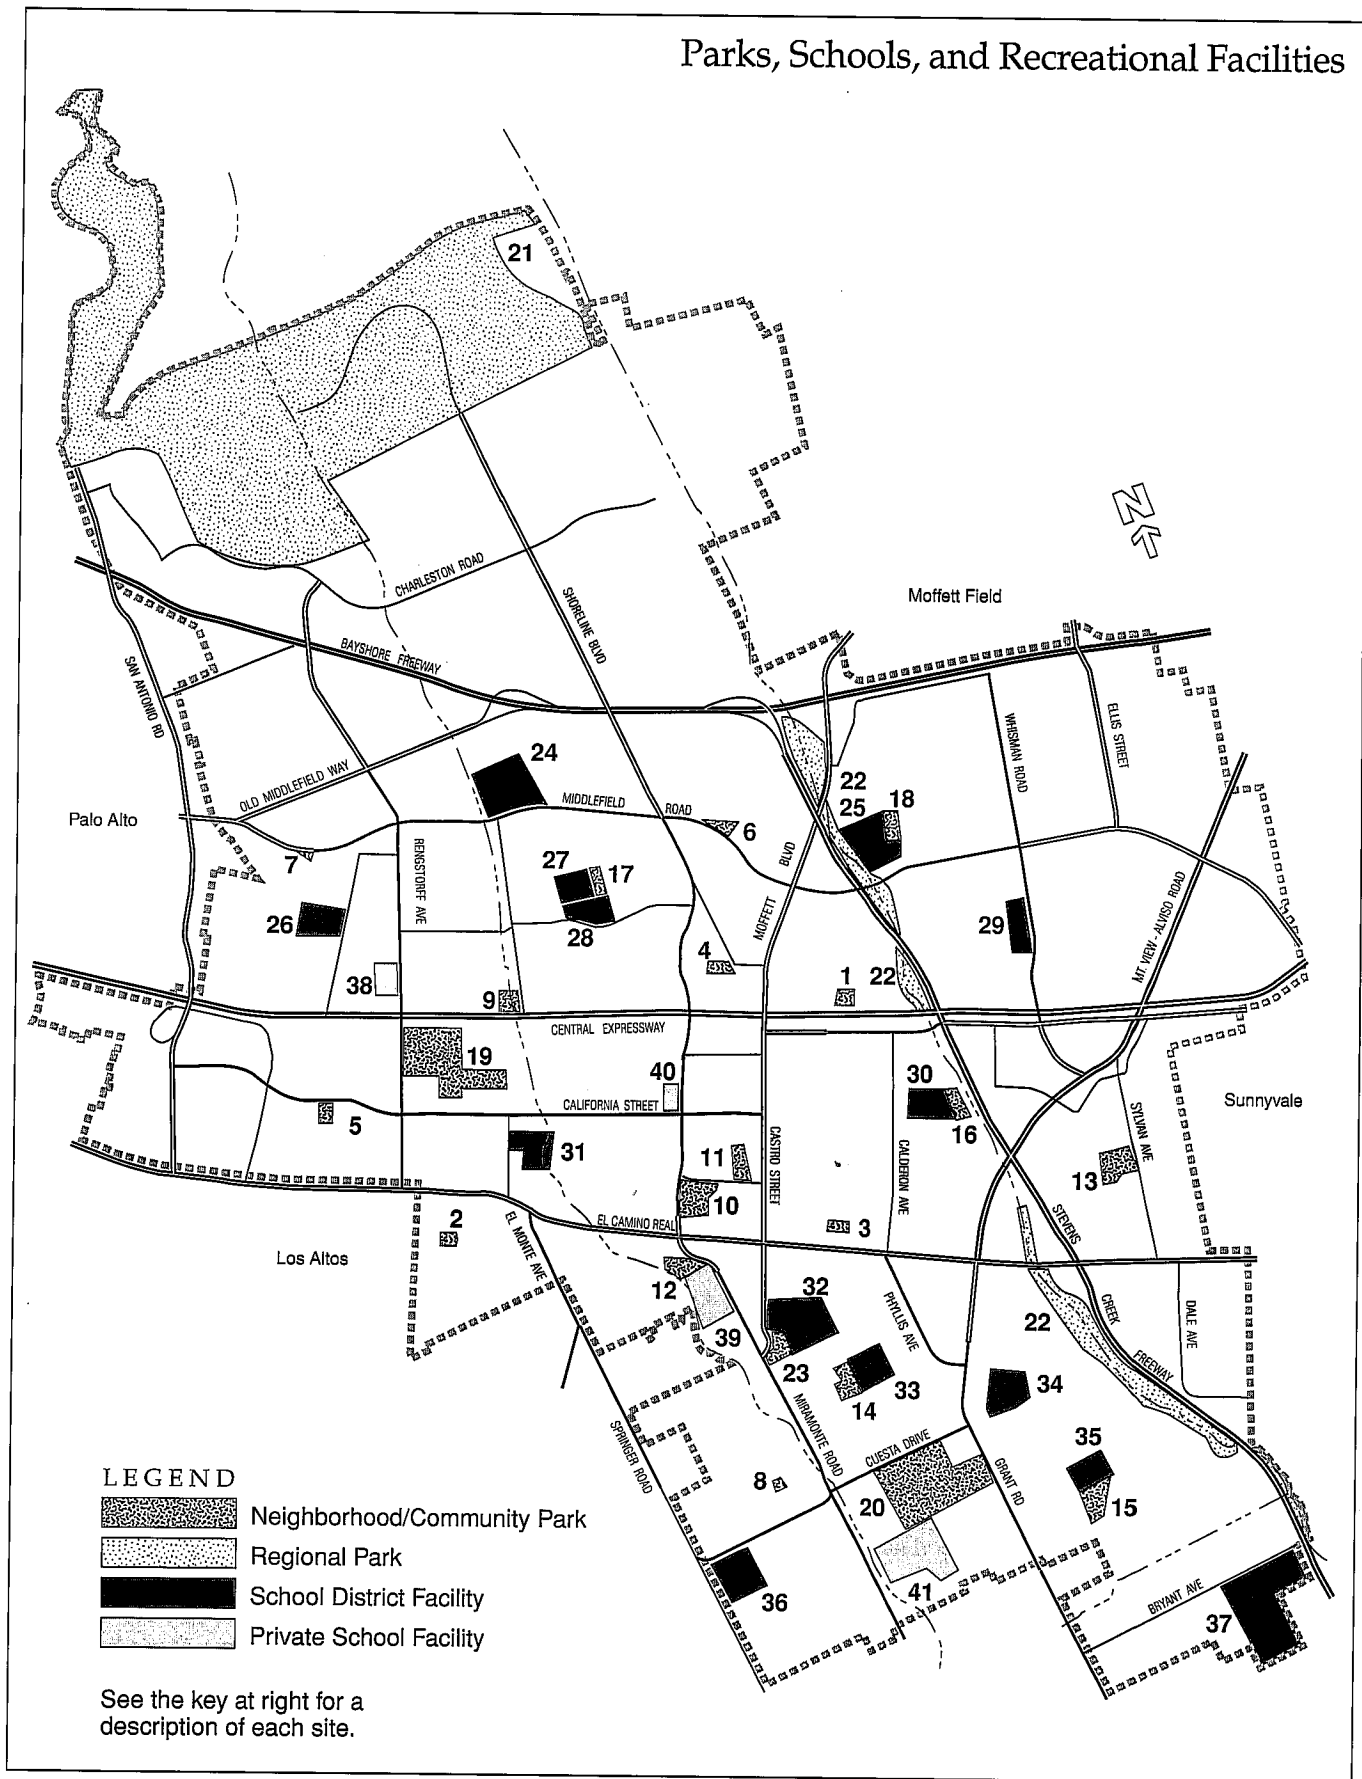 Parks, Schools, and Recreational Facilities
21
CHARLESTON ROAD
SHORELINE BLVD
Moffett Field
BAYSHORE FREEWAY
SAN ANTONIO RD
WHISMAN ROAD
ELLIS STREET
24
OLD MIDDLEFIELD WAY
22
MIDDLEFIELD ROAD
25
18
Palo Alto
6
7
RENGSTORFF AVE
MOFFETT BLVD
27
17
26
28
29
MT. VIEW - ALVISO ROAD
4
38
9
1
22
N
CENTRAL EXPRESSWAY
19
40
30
CALIFORNIA STREET
5
16
Sunnyvale
SYLVAN AVE
31
11
CASTRO STREET
CALDERON AVE
13
10
2
EL MONTE AVE
EL CAMINO REAL
3
STEVENS CREEK FREEWAY
Los Altos
12
32
PHYLLIS AVE
22
DALE AVE
39
23
33
14
34
MIRAMONTE ROAD
SPRINGER ROAD
CUESTA DRIVE
35
GRANT RD
8
20
15
36
41
BRYANT AVE
37
LEGEND
Neighborhood/Community Park
Regional Park
School District Facility
Private School Facility
See the key at right for a
description of each site.